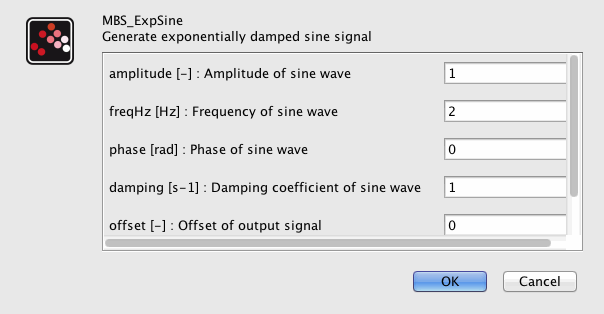 MBS_ExpSine
Generate exponentially damped sine signal
amplitude [-] : Amplitude of sine wave 1
freqHz [Hz] : Frequency of sine wave 2
phase [rad] : Phase of sine wave 0
damping [s-1] : Damping coefficient of sine wave 1
offset [-] : Offset of output signal 0
OK Cancel